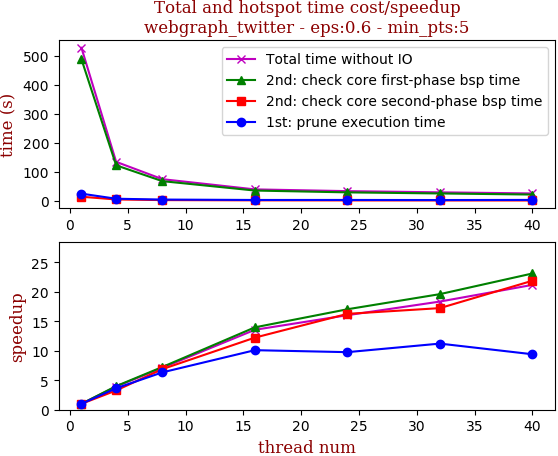 Total and hotspot time cost/speedup
webgraph_twitter - eps:0.6 - min_pts:5
time (s)
500
400
300
200
100
0
Total time without IO
2nd: check core first-phase bsp time
2nd: check core second-phase bsp time
1st: prune execution time
0 5 10 15 20 25 30 35 40
speedup
25
20
15
10
5
0
0 5 10 15 20 25 30 35 40
thread num